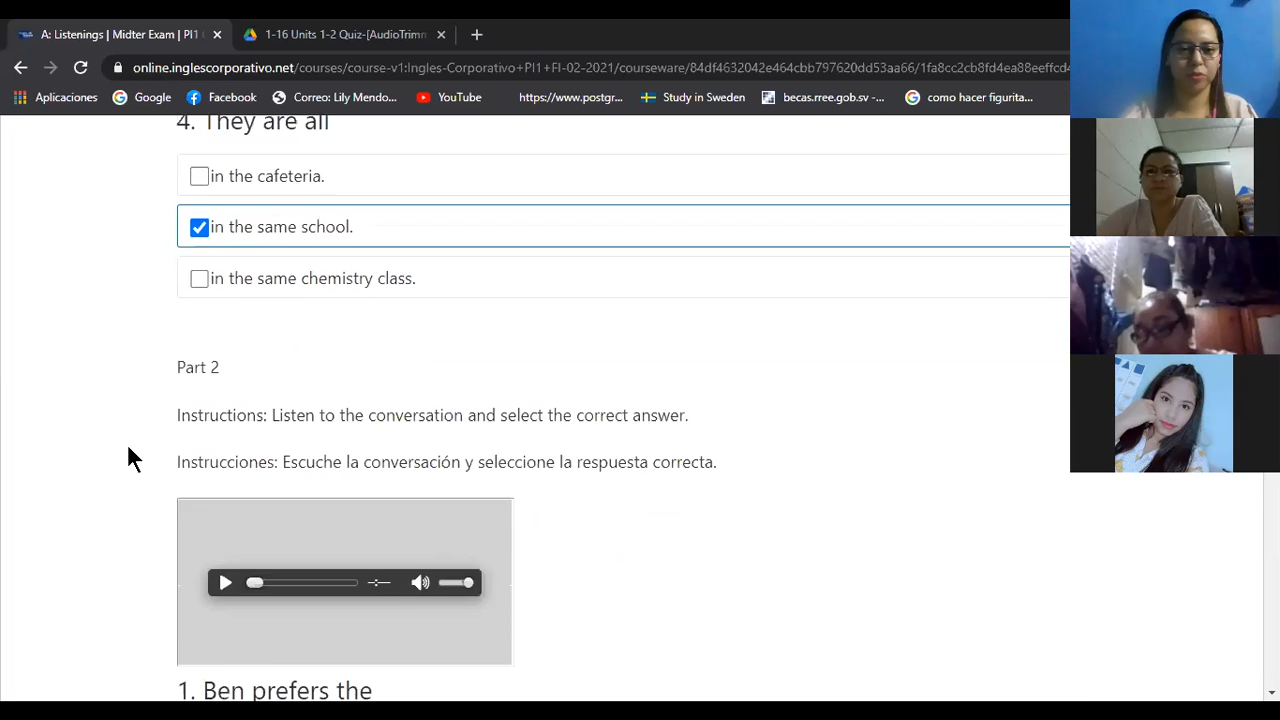 A: Listenings | Midter Exam | PI1
1-16 Units 1-2 Quiz-[AudioTrimm
online.inglescorporativo.net/courses/course-v1:Ingles-Corporativo+PI1+FI-02-2021/courseware/84df4632042e464cbb797620dd53aa66/1fa8cc2cb8fd4ea88eeffcd4
Aplicaciones
Google
Facebook
Correo: Lily Mendo...
YouTube
https://www.postgr...
Study in Sweden
becas.rree.gob.sv -...
como hacer figurita...
4. They are all
in the cafeteria.
in the same school.
in the same chemistry class.
Part 2
Instructions: Listen to the conversation and select the correct answer.
Instrucciones: Escuche la conversación y seleccione la respuesta correcta.
1. Ben prefers the